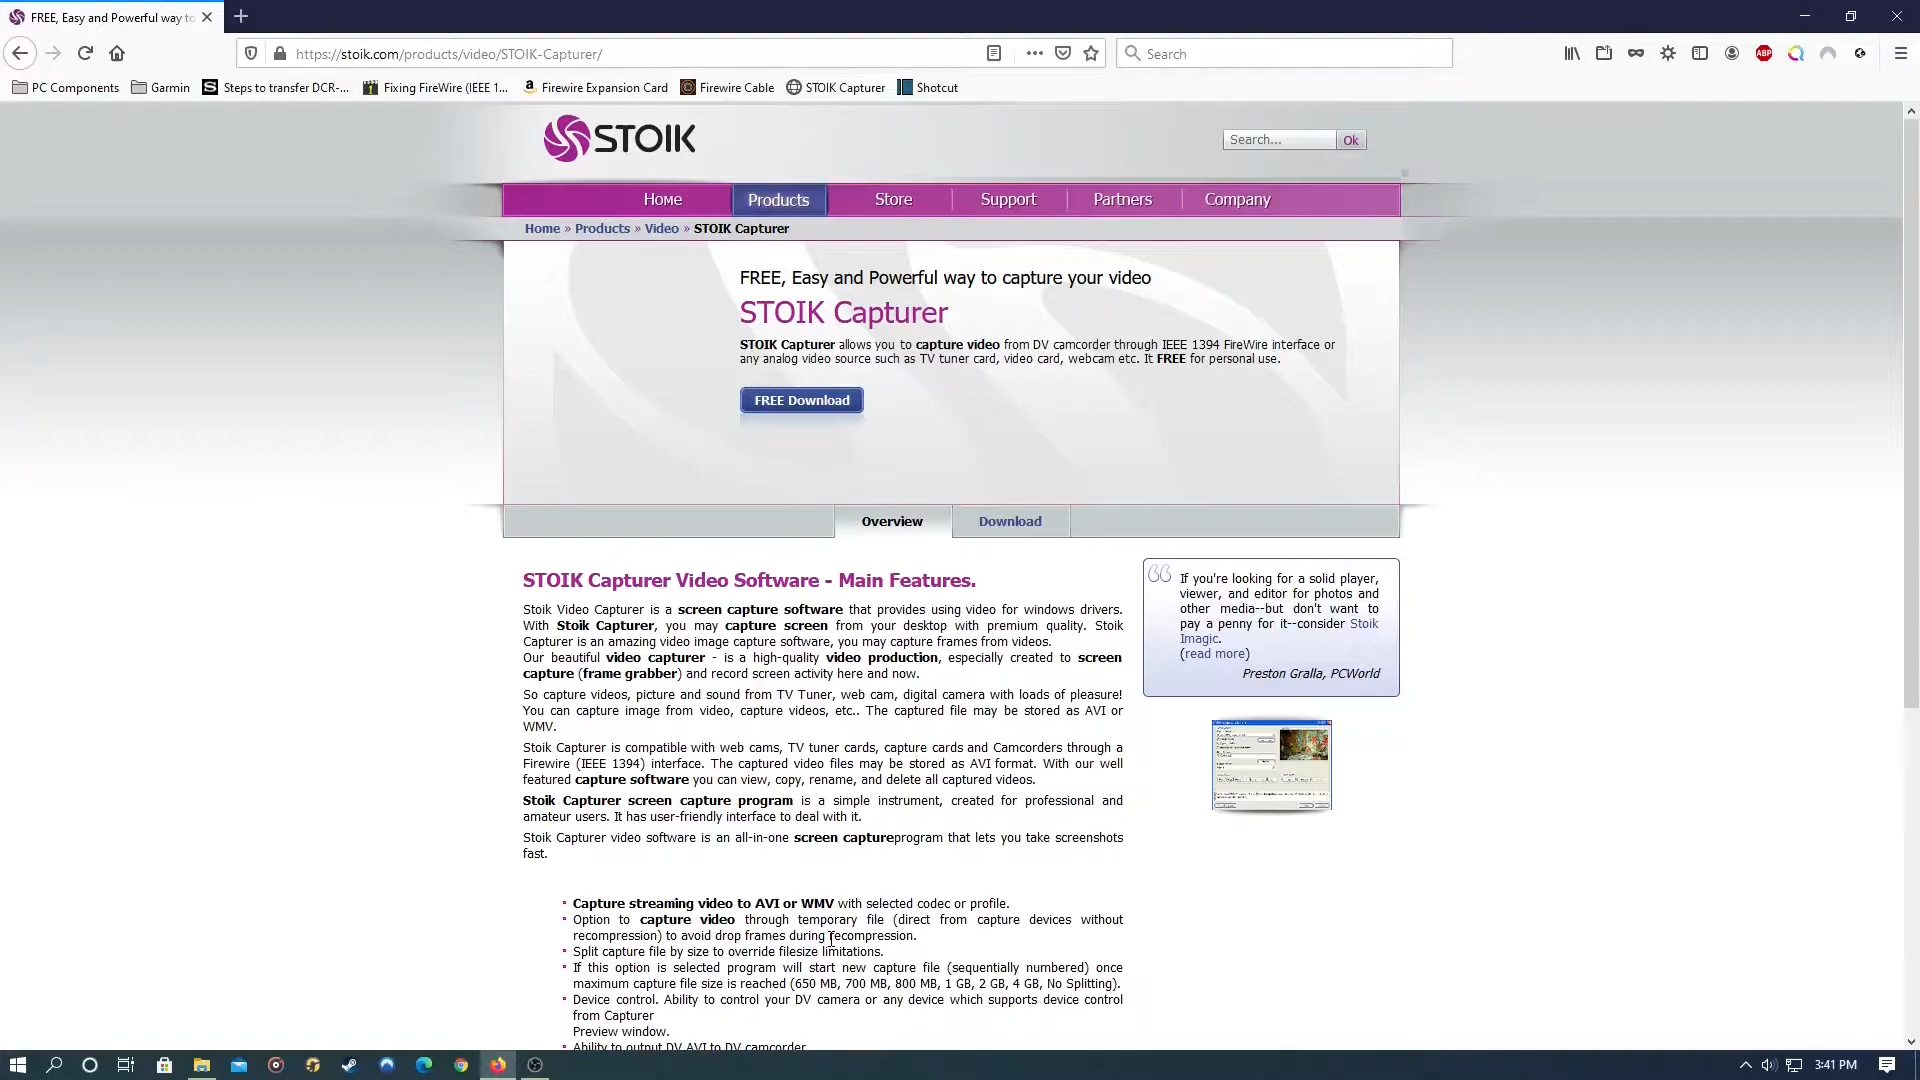 FREE, Easy and Powerful way to
https://stoik.com/products/video/STOIK-Capturer/
Search
PC Components
Garmin
Steps to transfer DCR-...
Fixing FireWire (IEEE 1...
Firewire Expansion Card
Firewire Cable
STOIK Capturer
Shotcut
STOIK
Search...
Ok
Home
Products
Store
Support
Partners
Company
Home » Products » Video » STOIK Capturer
FREE, Easy and Powerful way to capture your video
STOIK Capturer
STOIK Capturer allows you to capture video from DV camcorder through IEEE 1394 FireWire interface or
any analog video source such as TV tuner card, video card, webcam etc. It FREE for personal use.
FREE Download
Overview
Download
STOIK Capturer Video Software - Main Features.
Stoik Video Capturer is a screen capture software that provides using video for windows drivers.
With Stoik Capturer, you may capture screen from your desktop with premium quality. Stoik
Capturer is an amazing video image capture software, you may capture frames from videos.
Our beautiful video capturer - is a high-quality video production, especially created to screen
capture (frame grabber) and record screen activity here and now.
So capture videos, picture and sound from TV Tuner, web cam, digital camera with loads of pleasure!
You can capture image from video, capture videos, etc.. The captured file may be stored as AVI or
WMV.
Stoik Capturer is compatible with web cams, TV tuner cards, capture cards and Camcorders through a
Firewire (IEEE 1394) interface. The captured video files may be stored as AVI format. With our well
featured capture software you can view, copy, rename, and delete all captured videos.
Stoik Capturer screen capture program is a simple instrument, created for professional and
amateur users. It has user-friendly interface to deal with it.
Stoik Capturer video software is an all-in-one screen captureprogram that lets you take screenshots
fast.
Capture streaming video to AVI or WMV with selected codec or profile.
Option to capture video through temporary file (direct from capture devices without
recompression) to avoid drop frames during recompression.
Split capture file by size to override filesize limitations.
If this option is selected program will start new capture file (sequentially numbered) once
maximum capture file size is reached (650 MB, 700 MB, 800 MB, 1 GB, 2 GB, 4 GB, No Splitting).
Device control. Ability to control your DV camera or any device which supports device control
from Capturer
Preview window.
Ability to output DV AVI to DV camcorder
If you're looking for a solid player,
viewer, and editor for photos and
other media--but don't want to
pay a penny for it--consider Stoik
Imagic.
(read more)
Preston Gralla, PCWorld
ABP
3:41 PM